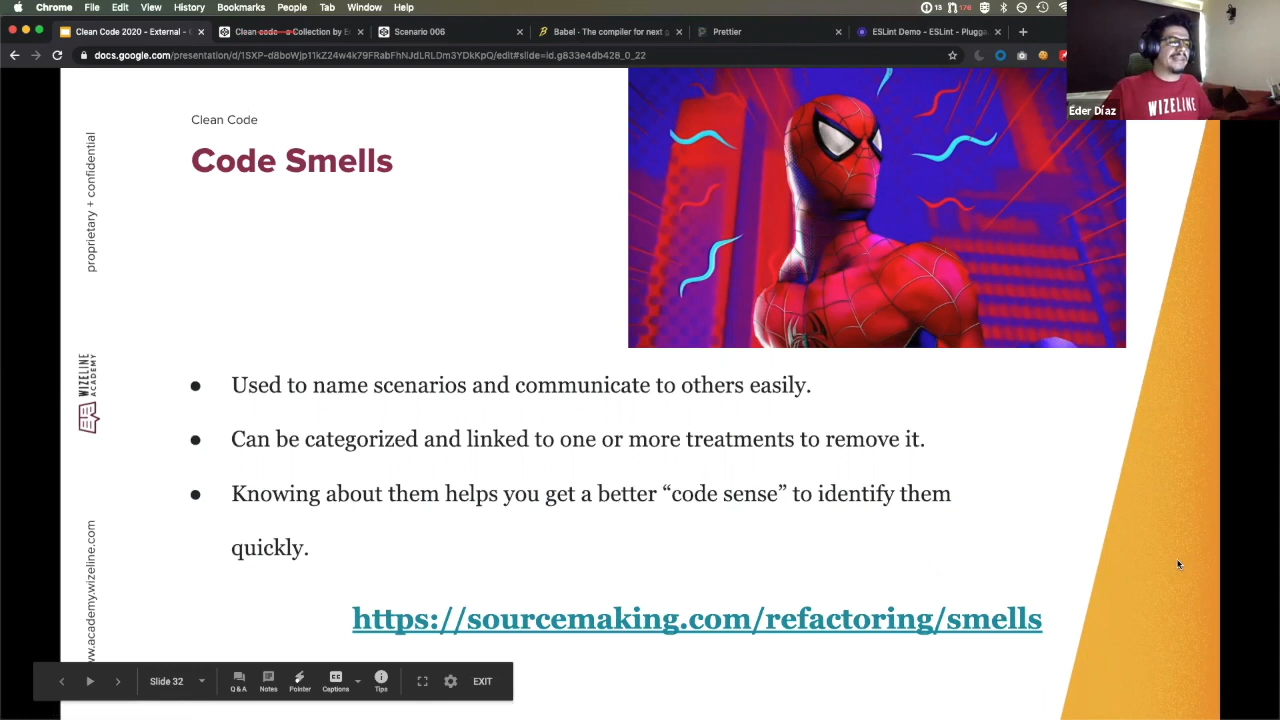 Chrome File Edit View History Bookmarks People Tab Window Help
13
176
Clean Code 2020 - External -
Clean code - a Collection by E
Scenario 006
Babel · The compiler for next g
Prettier
ESLint Demo - ESLint - Plugga
docs.google.com/presentation/d/1SXP-d8boWjp11kZ24w4k79FRabFhNJdLRLDm3YDkKpQ/edit#slide=id.g833e4db428_0_22
WIZELINE
Eder Díaz
proprietary + confidential
Clean Code
Code Smells
WIZELINE
ACADEMY
● Used to name scenarios and communicate to others easily.
● Can be categorized and linked to one or more treatments to remove it.
● Knowing about them helps you get a better “code sense” to identify them
quickly.
https://sourcemaking.com/refactoring/smells
ww.academy.wizeline.com
Slide 32
Q&A
Notes
Pointer
Captions
Tips
EXIT